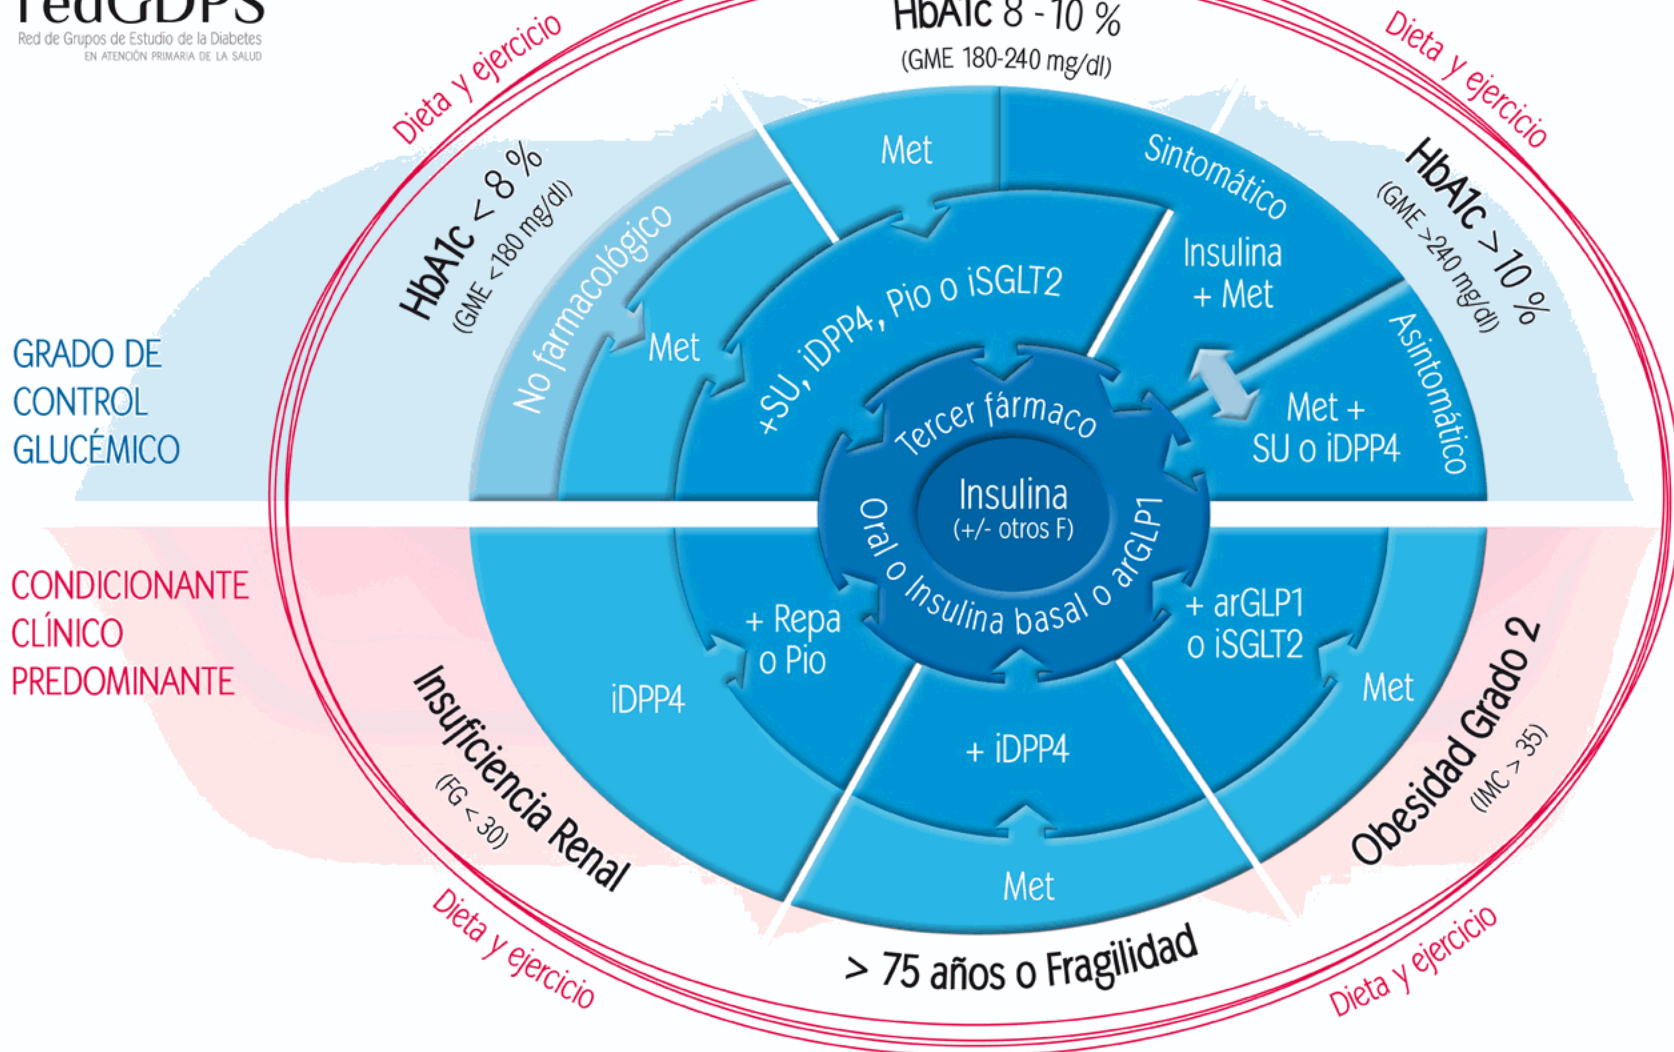 redGDPS
Red de Grupos de Estudio de la Diabetes
EN ATENCIÓN PRIMARIA DE LA SALUD
Dieta y ejercicio
HbA1c 8 - 10 %
(GME 180-240 mg/dl)
Dieta y ejercicio
HbA1c < 8 %
(GME <180 mg/dl)
HbA1c > 10 %
(GME >240 mg/dl)
GRADO DE
CONTROL
GLUCÉMICO
No farmacológico
Met
Met
+SU, iDPP4, Pio o iSGLT2
Sintomático
Insulina
+ Met
Asintomático
Met +
SU o iDPP4
Tercer fármaco
Insulina
(+/- otros F)
Oral o Insulina basal o arGLP1
CONDICIONANTE
CLÍNICO
PREDOMINANTE
iDPP4
+ Repa
o Pio
+ iDPP4
Met
+ arGLP1
o iSGLT2
Met
Insuficiencia Renal
(FG < 30)
> 75 años o Fragilidad
Obesidad Grado 2
(IMC > 35)
Dieta y ejercicio
Dieta y ejercicio